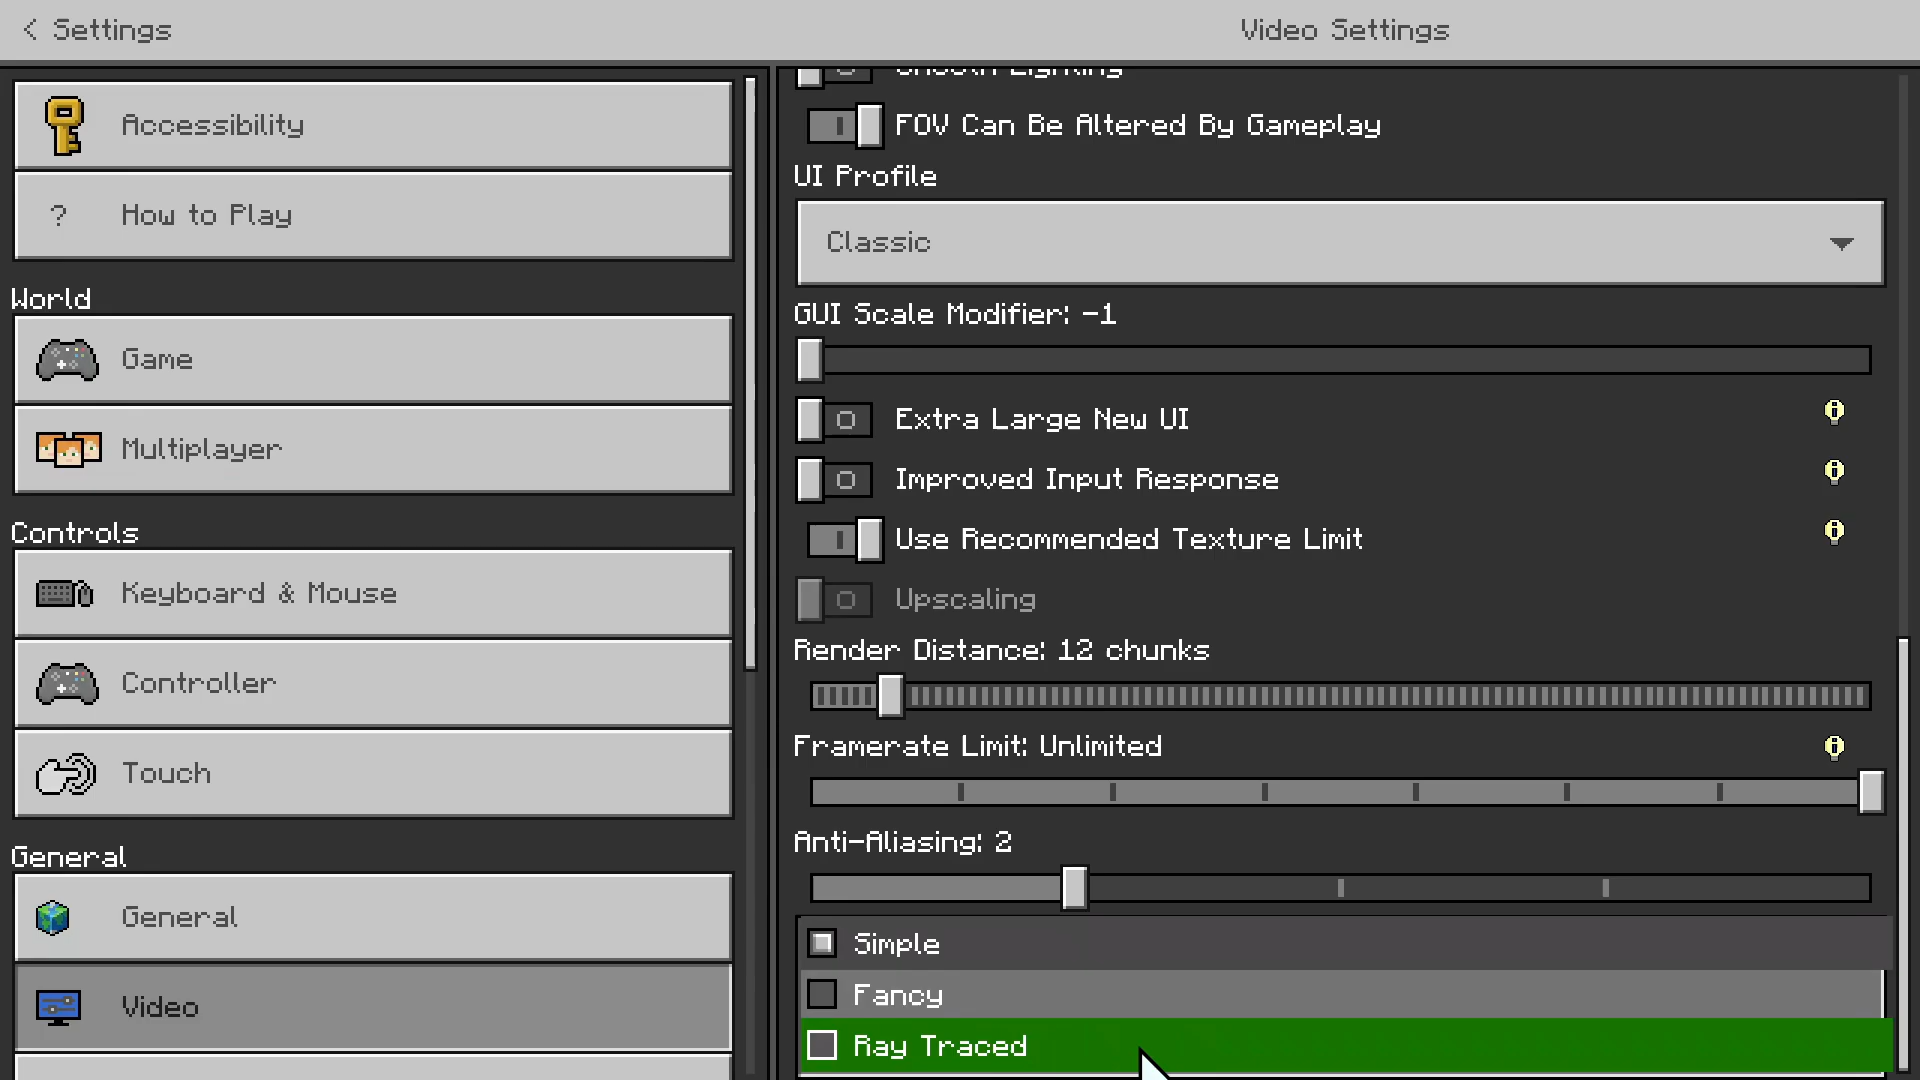 Settings
Video Settings
Accessibility
? How to Play
World
Game
Multiplayer
Controls
Keyboard & Mouse
Controller
Touch
General
General
Video
Smooth Lighting
FOV Can Be Altered By Gameplay
UI Profile
Classic
GUI Scale Modifier: -1
Extra Large New UI
Improved Input Response
Use Recommended Texture Limit
Upscaling
Render Distance: 12 chunks
Framerate Limit: Unlimited
Anti-Aliasing: 2
Simple
Fancy
Ray Traced